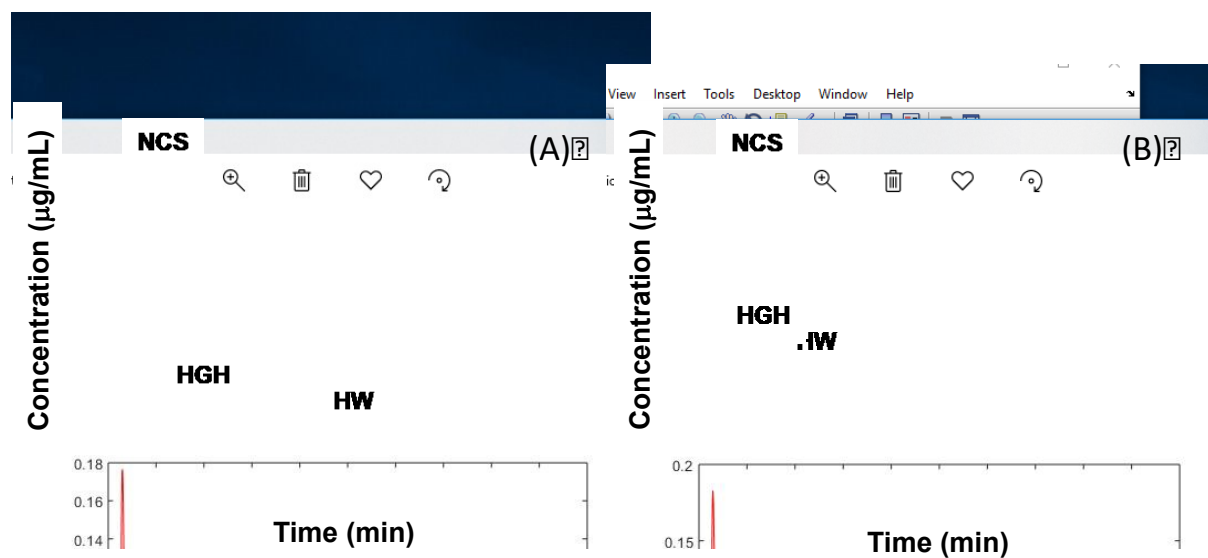 View Insert Tools Desktop Window Help
NCS
(A)
Concentration (µg/mL)
HGH
HW
0.18
0.16
0.14
Time (min)
NCS
(B)
Concentration (µg/mL)
HGH
HW
0.2
0.15
Time (min)